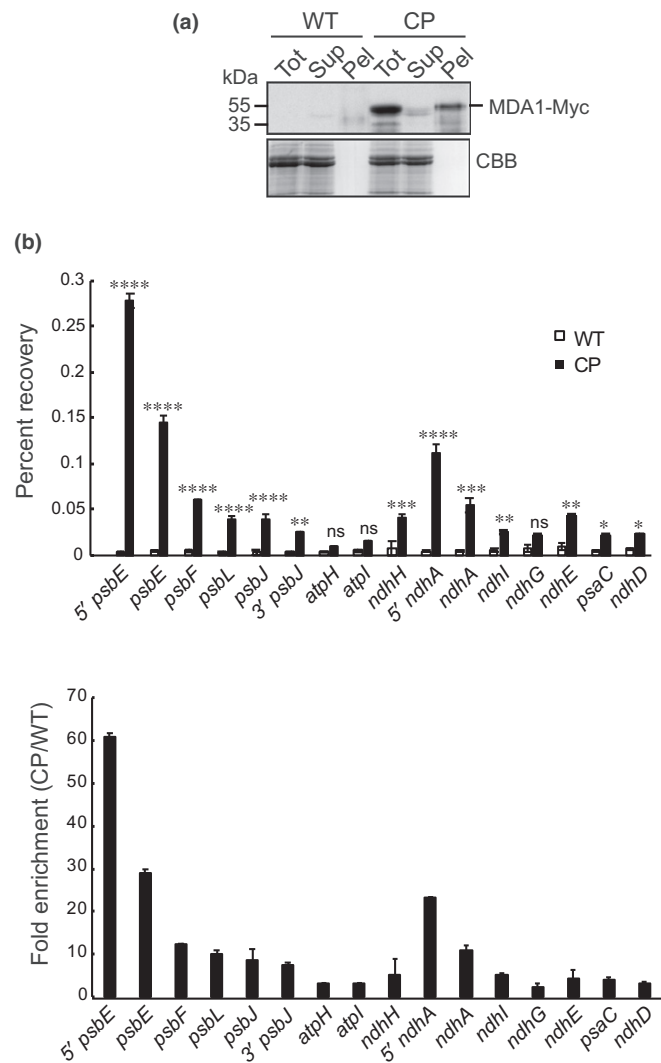 (a)
WT CP
Tot Sup Pel Tot Sup Pel
kDa
55
35
MDA1-Myc
CBB
(b)
Percent recovery
0.3
0.25
0.2
0.15
0.1
0.05
0
**** **** **** **** **** ** ns ns *** **** *** ** ns ** * *
WT
CP
5′ psbE psbE psbF psbL psbJ 3′ psbJ atpH atpI ndhH 5′ ndhA ndhA ndhI ndhG ndhE psaC ndhD
Fold enrichment (CP/WT)
70
60
50
40
30
20
10
0
5′ psbE psbE psbF psbL psbJ 3′ psbJ atpH atpI ndhH 5′ ndhA ndhA ndhI ndhG ndhE psaC ndhD